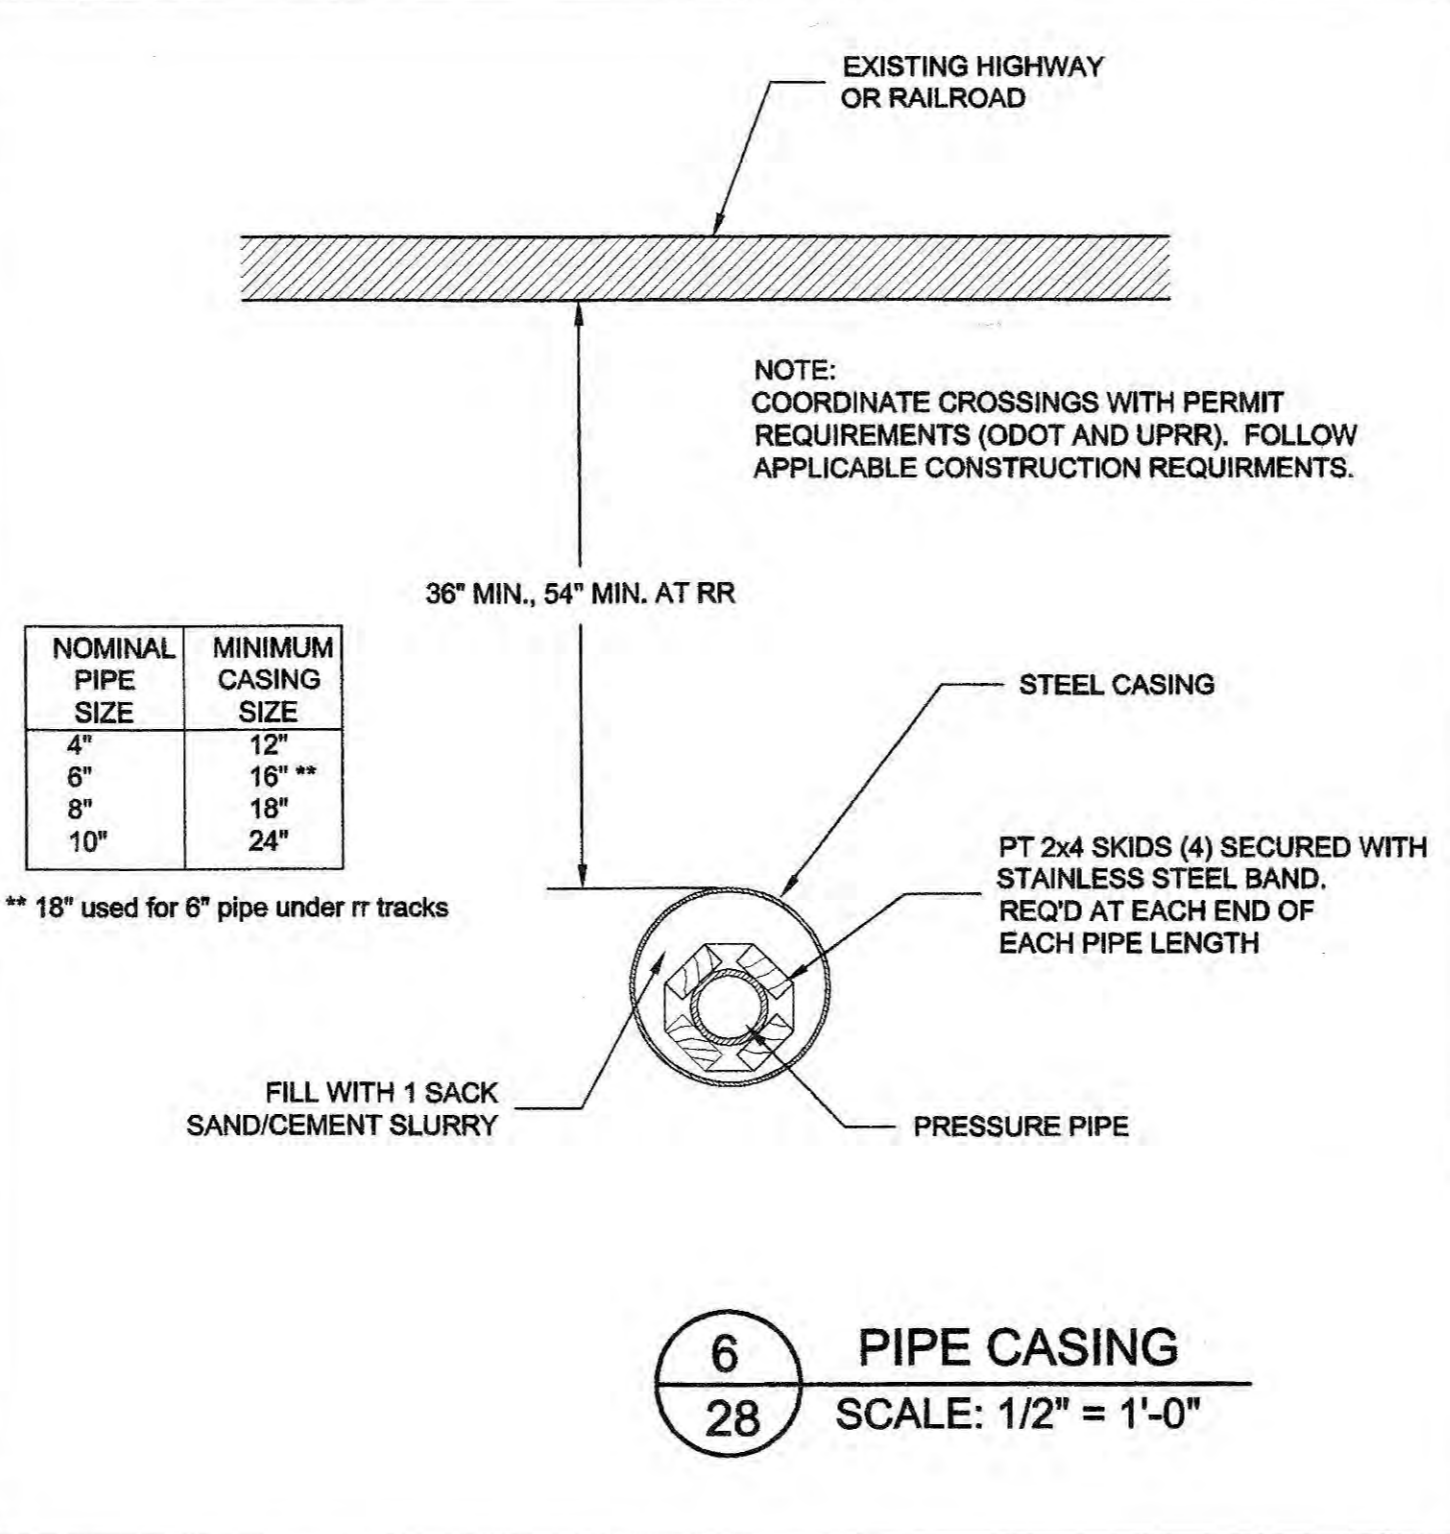 EXISTING HIGHWAY
OR RAILROAD
NOTE:
COORDINATE CROSSINGS WITH PERMIT
REQUIREMENTS (ODOT AND UPRR). FOLLOW
APPLICABLE CONSTRUCTION REQUIRMENTS.
36" MIN., 54" MIN. AT RR
NOMINAL PIPE SIZE MINIMUM CASING SIZE
4" 12"
6" 16" **
8" 18"
10" 24"
** 18" used for 6" pipe under rr tracks
STEEL CASING
PT 2x4 SKIDS (4) SECURED WITH
STAINLESS STEEL BAND.
REQ'D AT EACH END OF
EACH PIPE LENGTH
FILL WITH 1 SACK
SAND/CEMENT SLURRY
PRESSURE PIPE
6
28
PIPE CASING
SCALE: 1/2" = 1'-0"